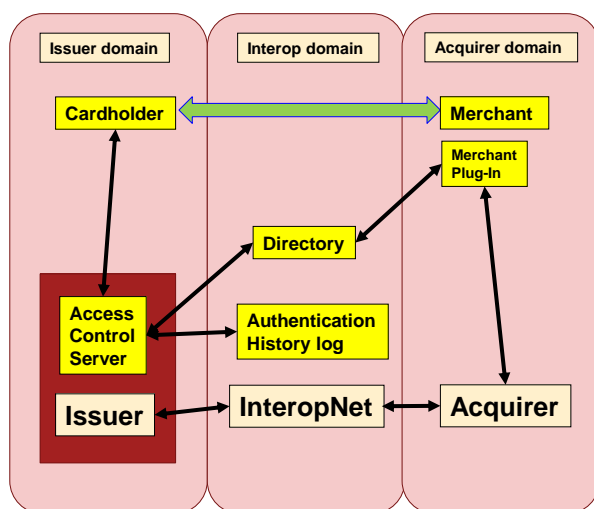 Issuer domain
Interop domain
Acquirer domain
Cardholder
Merchant
Merchant
Plug-In
Directory
Access
Control
Server
Authentication
History log
Issuer
InteropNet
Acquirer